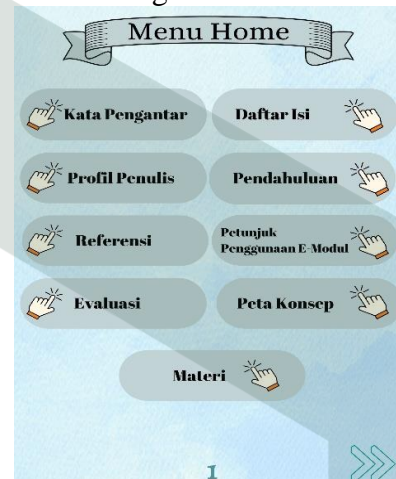 Menu Home
Kata Pengantar
Daftar Isi
Profil Penulis
Pendahuluan
Referensi
Petunjuk
Penggunaan E-Modul
Evaluasi
Peta Konsep
Materi
1